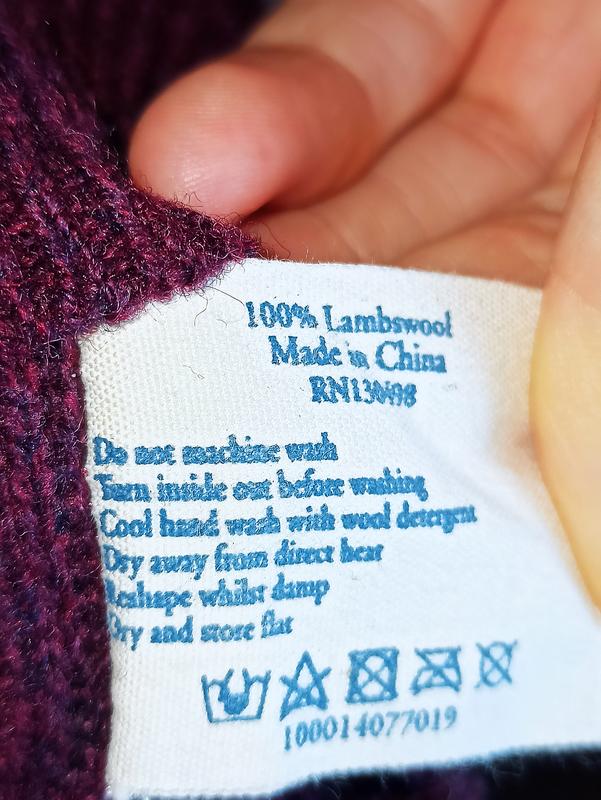 100% Lambswool
Made in China
Do not machine wash
Turn inside out before washing
Cool hand wash with wool detergent
Dry away from direct heat
Reshape whilst damp
Dry and store flat
100014077019